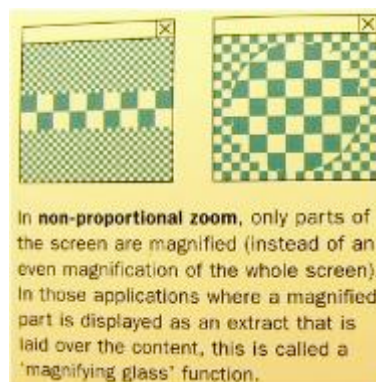 In non-proportional zoom, only parts of
the screen are magnified (instead of an
even magnification of the whole screen)
In those applications where a magnified
part is displayed as an extract that is
laid over the content, this is called a
'magnifying glass' function.